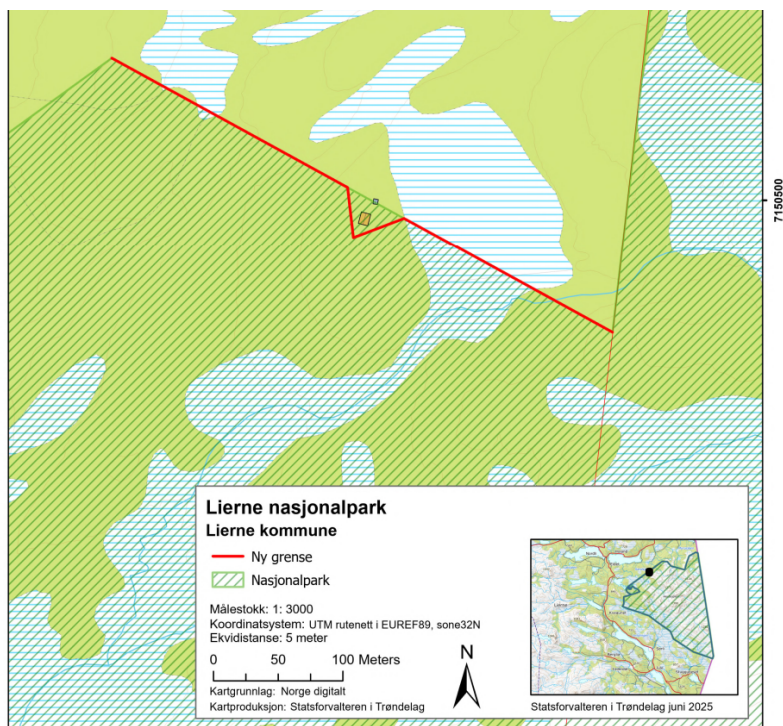 7150500
Lierne nasjonalpark
Lierne kommune
Ny grense
Nasjonalpark
Målestokk: 1: 3000
Koordinatsystem: UTM rutenett i EUREF89, sone32N
Ekvidistanse: 5 meter
0 50 100 Meters
N
Kartgrunnlag: Norge digitalt
Kartproduksjon: Statsforvalteren i Trøndelag
Lierne
Statsforvalteren i Trøndelag juni 2025